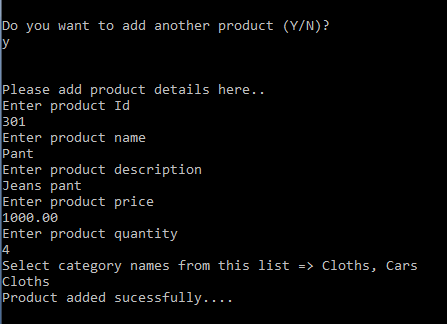 Do you want to add another product (Y/N)?
y
Please add product details here..
Enter product Id
301
Enter product name
Pant
Enter product description
Jeans pant
Enter product price
1000.00
Enter product quantity
4
Select category names from this list => Cloths, Cars
Cloths
Product added sucessfully....